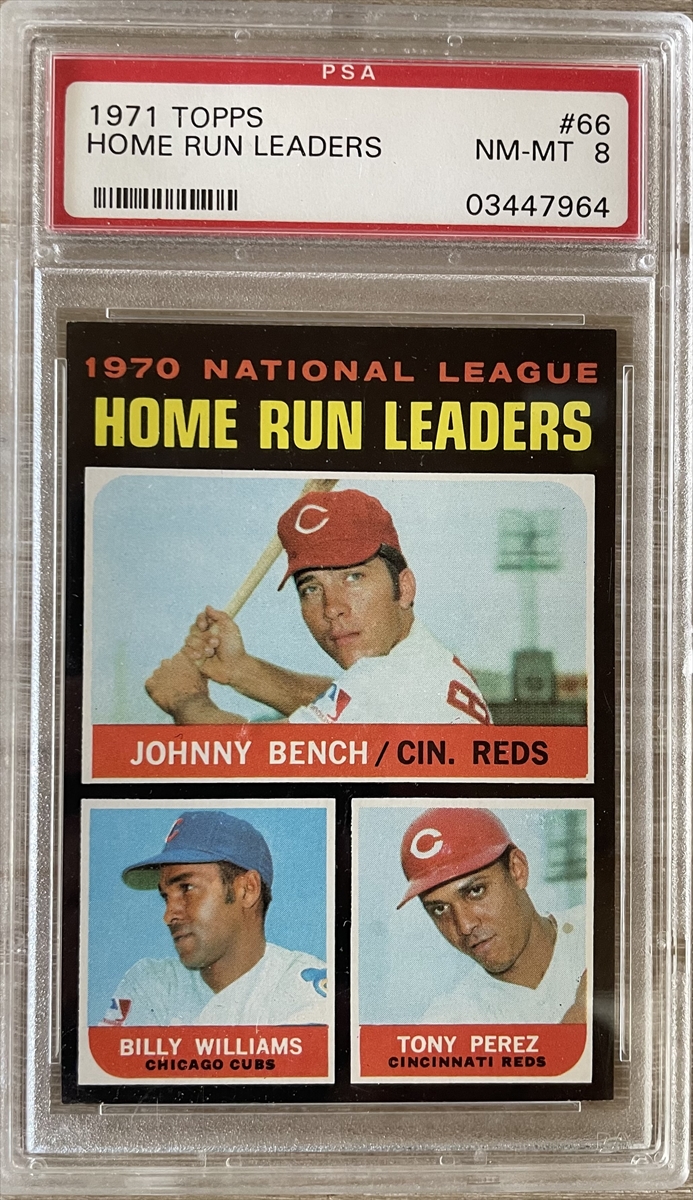 PSA
1971 TOPPS #66
HOME RUN LEADERS NM-MT 8
03447964
1970 NATIONAL LEAGUE
HOME RUN LEADERS
C
8
JOHNNY BENCH / CIN. REDS
C
C
BILLY WILLIAMS
CHICAGO CUBS
TONY PEREZ
CINCINNATI REDS